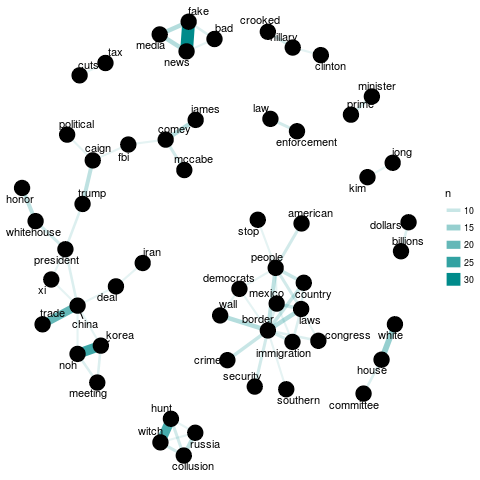 fake
bad
media
news
crooked
hillary
clinton
tax
cuts
minister
prime
james
law
comey
enforcement
political
caign
fbi
mccabe
jong
kim
honor
trump
whitehouse
president
american
stop
dollars
billions
people
iran
xi
deal
democrats
mexico
country
wall
trade
china
border
laws
korea
congress
white
noh
immigration
crime
house
meeting
security
southern
committee
hunt
witch
russia
collusion
n
10
15
20
25
30